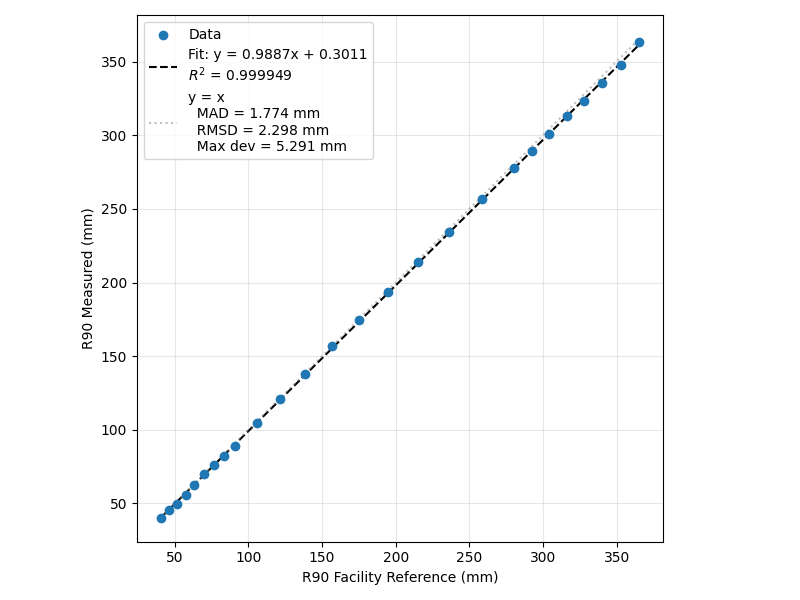 Data
Fit: y = 0.9887x + 0.3011
R² = 0.999949
y = x
MAD = 1.774 mm
RMSD = 2.298 mm
Max dev = 5.291 mm
350
300
250
200
150
100
50
R90 Measured (mm)
50 100 150 200 250 300 350
R90 Facility Reference (mm)